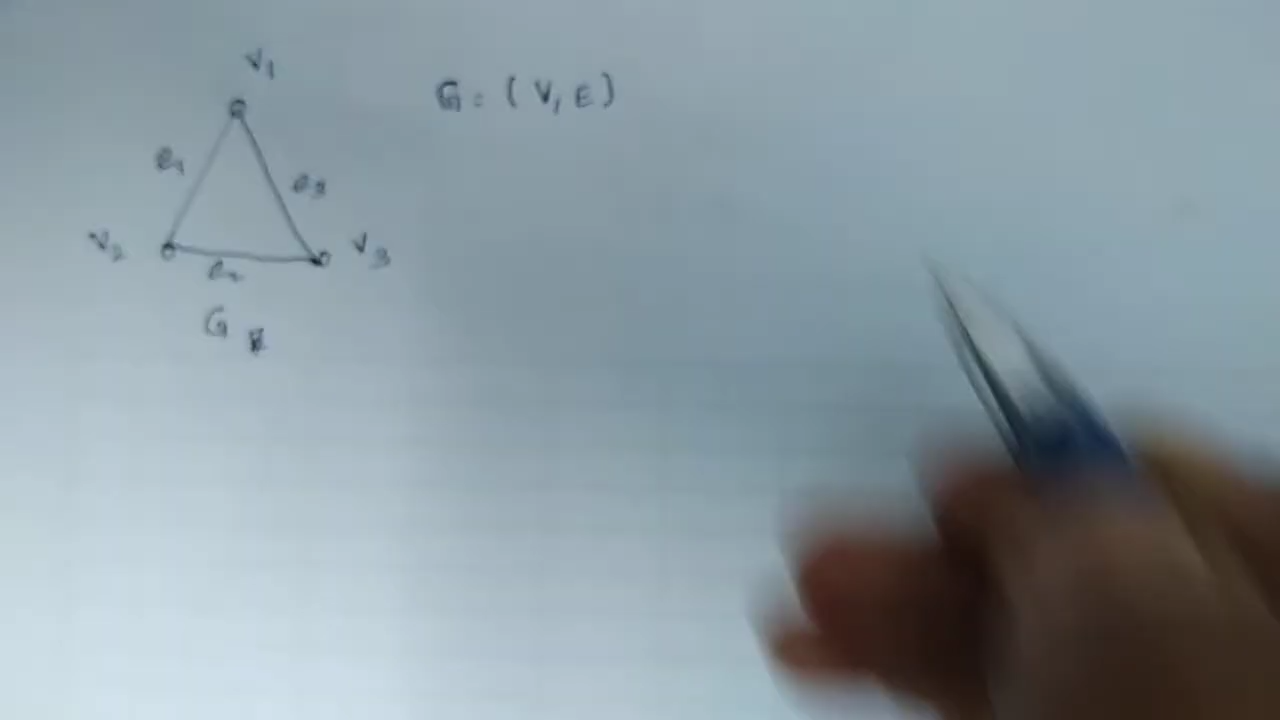 V1
G = (V, E)
e1
e3
V2
V3
e2
G